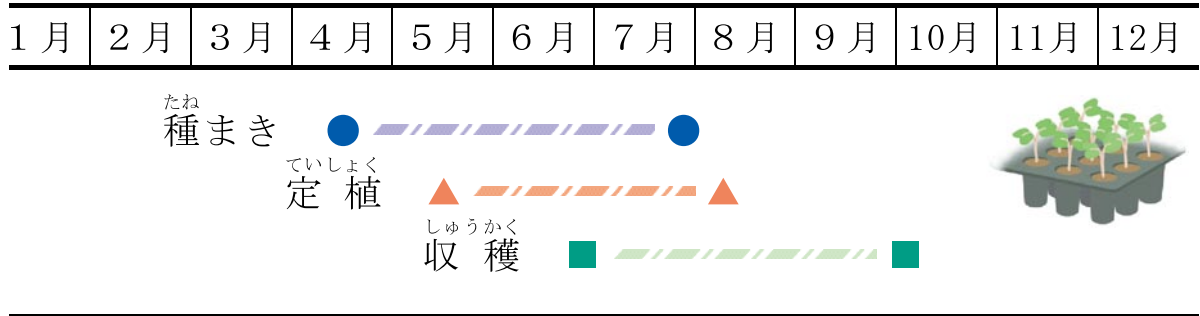 1月 2月 3月 4月 5月 6月 7月 8月 9月 10月 11月 12月
たね
種まき
ていしょく
定植
しゅうかく
収穫